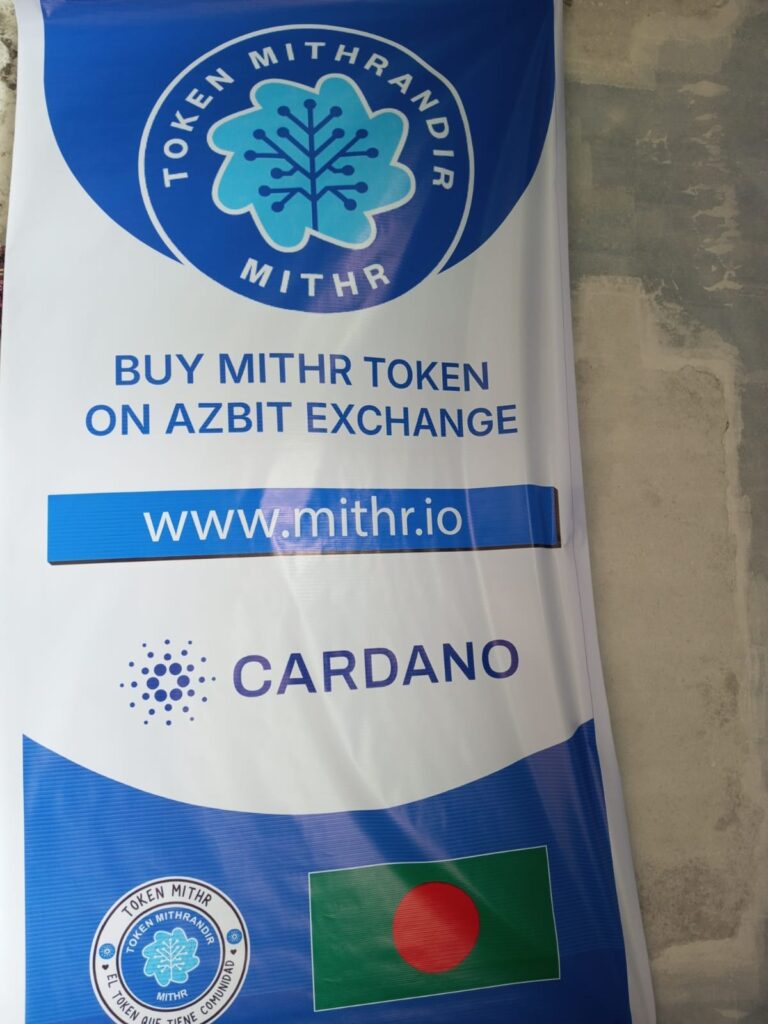 TOKEN MITHRANDIR
MITHR
BUY MITHR TOKEN
ON AZBIT EXCHANGE
www.mithr.io
CARDANO
TOKEN MITHR
TOKEN MITHRANDIR
MITHR
EL TOKEN QUE TIENE COMUNIDAD